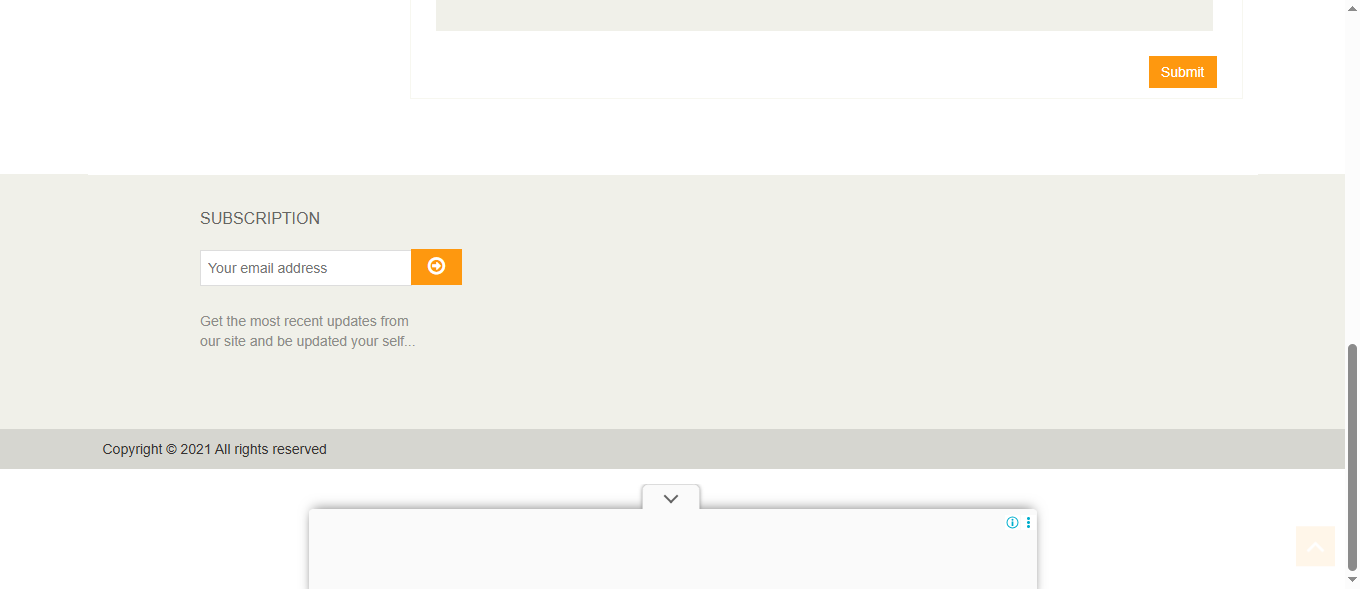 Submit
SUBSCRIPTION
Your email address
Get the most recent updates from
our site and be updated your self...
Copyright © 2021 All rights reserved